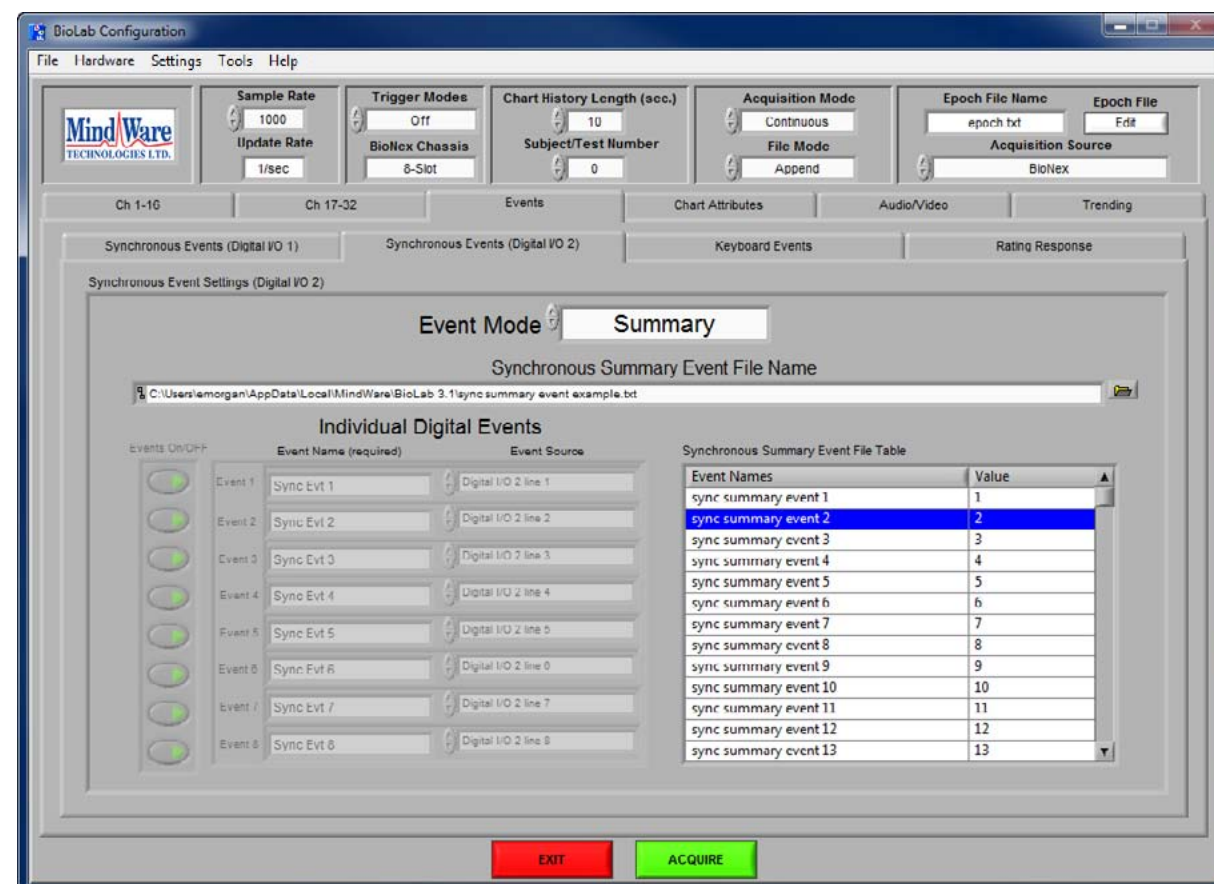 BioLab Configuration
File Hardware Settings Tools Help
MindWare
TECHNOLOGIES LTD.
Sample Rate
1000
Update Rate
1/sec
Trigger Modes
Off
BioNex Chassis
8-Slot
Chart History Length (sec.)
10
Subject/Test Number
0
Acquisition Mode
Continuous
File Mode
Append
Epoch File Name
epoch txt
Epoch File
Edit
Acquisition Source
BioNex
Ch 1-16 Ch 17-32 Events Chart Attributes Audio/Video Trending
Synchronous Events (Digital I/O 1) Synchronous Events (Digital I/O 2) Keyboard Events Rating Response
Synchronous Event Settings (Digital I/O 2)
Event Mode Summary
Synchronous Summary Event File Name
C:\Users\emorgan\AppData\Local\MindWare\BioLab 3.1\sync summary event example.txt
Individual Digital Events
Events On/OFF Event Name (required) Event Source
Event 1 Sync Evt 1 Digital I/O 2 line 1
Event 2 Sync Evt 2 Digital I/O 2 line 2
Event 3 Sync Evt 3 Digital I/O 2 line 3
Event 4 Sync Evt 4 Digital I/O 2 line 4
Event 5 Sync Evt 5 Digital I/O 2 line 5
Event 6 Sync Evt 6 Digital I/O 2 line 6
Event 7 Sync Evt 7 Digital I/O 2 line 7
Event 8 Sync Evt 8 Digital I/O 2 line 8
Synchronous Summary Event File Table
Event Names Value
sync summary event 1 1
sync summary event 2 2
sync summary event 3 3
sync summary event 4 4
sync summary event 5 5
sync summary event 6 6
sync summary event 7 7
sync summary event 8 8
sync summary event 9 9
sync summary event 10 10
sync summary event 11 11
sync summary event 12 12
sync summary event 13 13
EXIT ACQUIRE